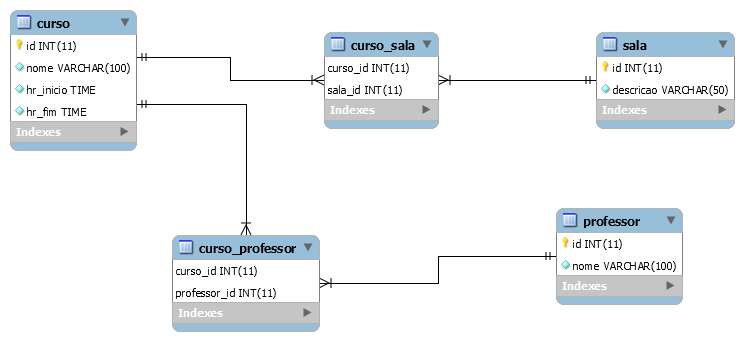 curso
id INT(11)
nome VARCHAR(100)
hr_inicio TIME
hr_fim TIME
Indexes
curso_sala
curso_id INT(11)
sala_id INT(11)
Indexes
sala
id INT(11)
descricao VARCHAR(50)
Indexes
curso_professor
curso_id INT(11)
professor_id INT(11)
Indexes
professor
id INT(11)
nome VARCHAR(100)
Indexes